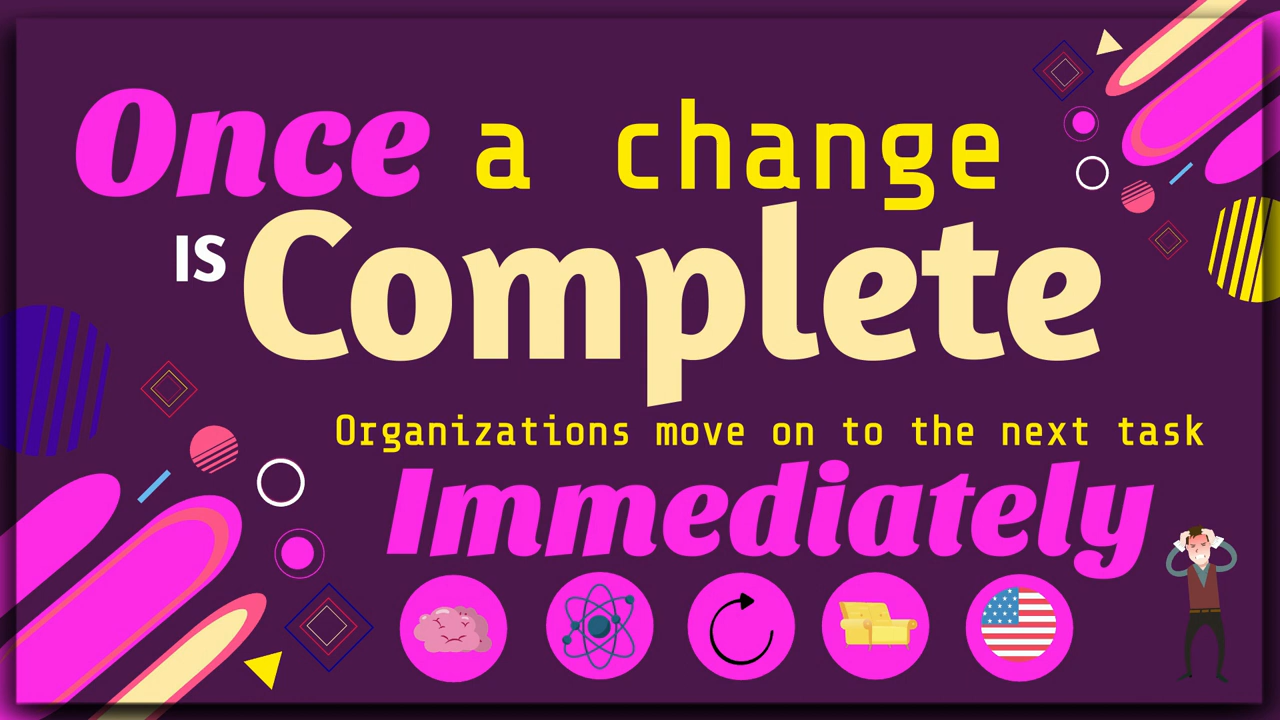 Once a change
IS Complete
Organizations move on to the next task
Immediately